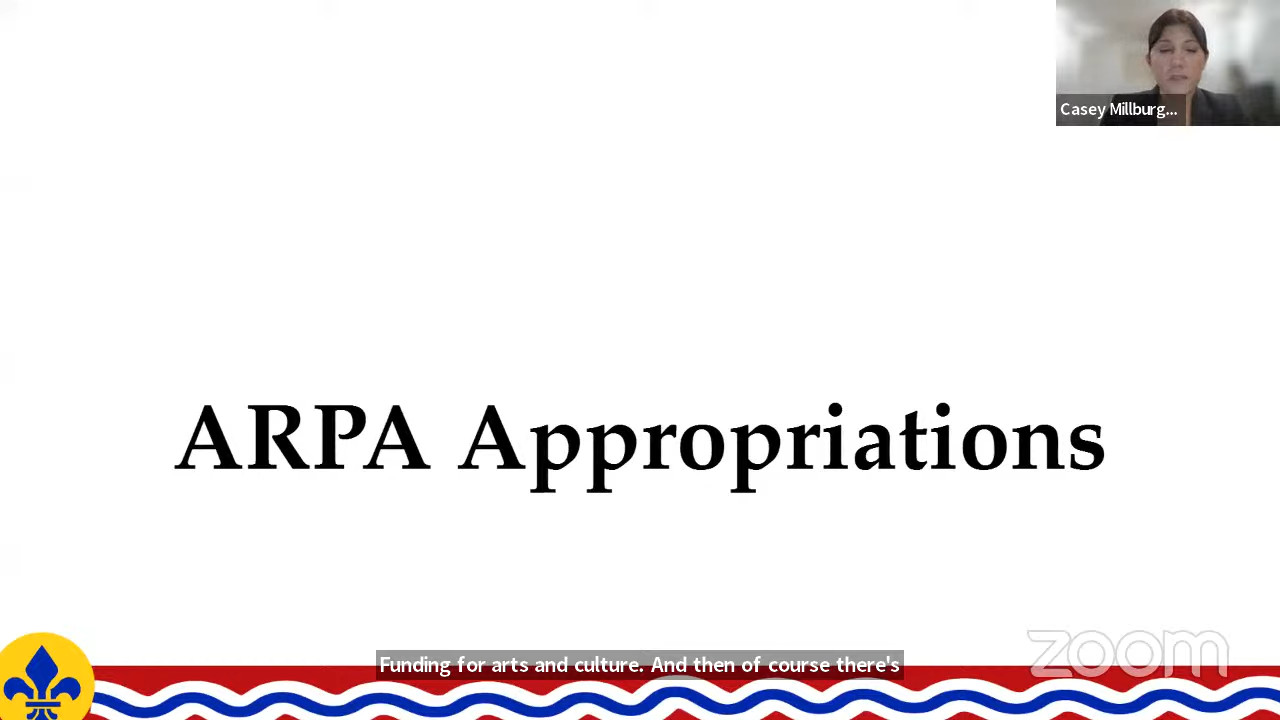 Casey Millburg...
ARPA Appropriations
Funding for arts and culture. And then of course there's
zoom